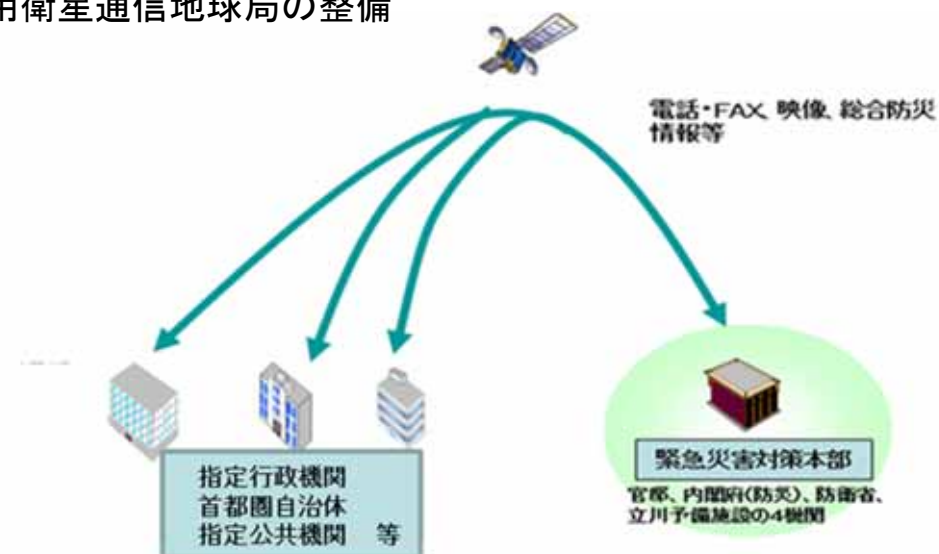 用衛星通信地球局の整備
電話・FAX、映像、総合防災
情報等
指定行政機関
首都圏自治体
指定公共機関　等
緊急災害対策本部
官邸、内閣府(防災)、防衛省、
立川予備施設の4機関